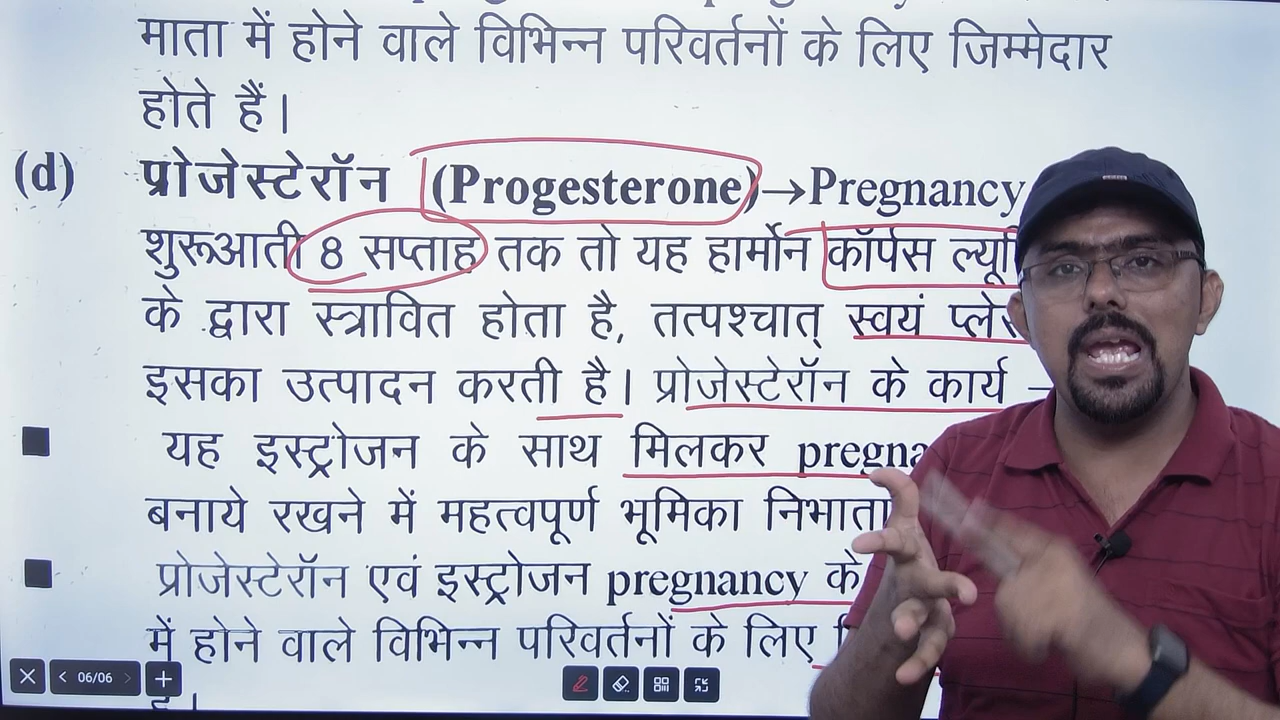 माता में होने वाले विभिन्न परिवर्तनों के लिए जिम्मेदार
होते हैं।
(d) प्रोजेस्टेरॉन (Progesterone)→Pregnancy
शुरूआती 8 सप्ताह तक तो यह हार्मोन कॉर्पस
के द्वारा स्त्रावित होता है, तत्पश्चात् स्वयं
इसका उत्पादन करती है। प्रोजेस्टेरॉन के कार्य –
■ यह इस्ट्रोजन के साथ मिलकर
बनाये रखने में महत्वपूर्ण भूमिका निभाता
■ प्रोजेस्टेरॉन एवं इस्ट्रोजन pregnancy के
में होने वाले विभिन्न परिवर्तनों के लिए
06/06